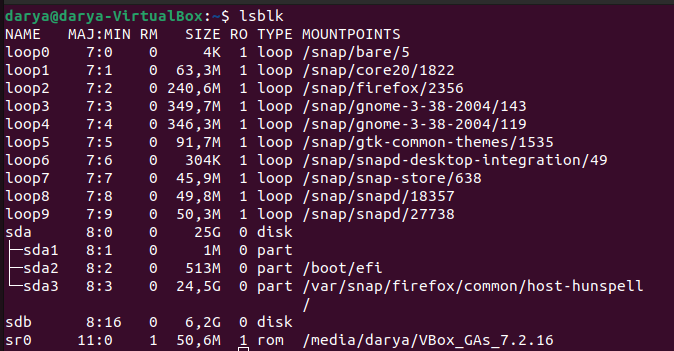 darya@darya-VirtualBox:~$ lsblk
NAME   MAJ:MIN RM   SIZE RO TYPE MOUNTPOINTS
loop0    7:0    0     4K  1 loop /snap/bare/5
loop1    7:1    0  63,3M  1 loop /snap/core20/1822
loop2    7:2    0 240,6M  1 loop /snap/firefox/2356
loop3    7:3    0 349,7M  1 loop /snap/gnome-3-38-2004/143
loop4    7:4    0 346,3M  1 loop /snap/gnome-3-38-2004/119
loop5    7:5    0  91,7M  1 loop /snap/gtk-common-themes/1535
loop6    7:6    0   304K  1 loop /snap/snapd-desktop-integration/49
loop7    7:7    0  45,9M  1 loop /snap/snap-store/638
loop8    7:8    0  49,8M  1 loop /snap/snapd/18357
loop9    7:9    0  50,3M  1 loop /snap/snapd/27738
sda      8:0    0    25G  0 disk
├─sda1   8:1    0     1M  0 part
├─sda2   8:2    0   513M  0 part /boot/efi
└─sda3   8:3    0  24,5G  0 part /var/snap/firefox/common/host-hunspell
                                 /
sdb      8:16   0   6,2G  0 disk
sr0     11:0    1  50,6M  1 rom  /media/darya/VBox_GAs_7.2.16